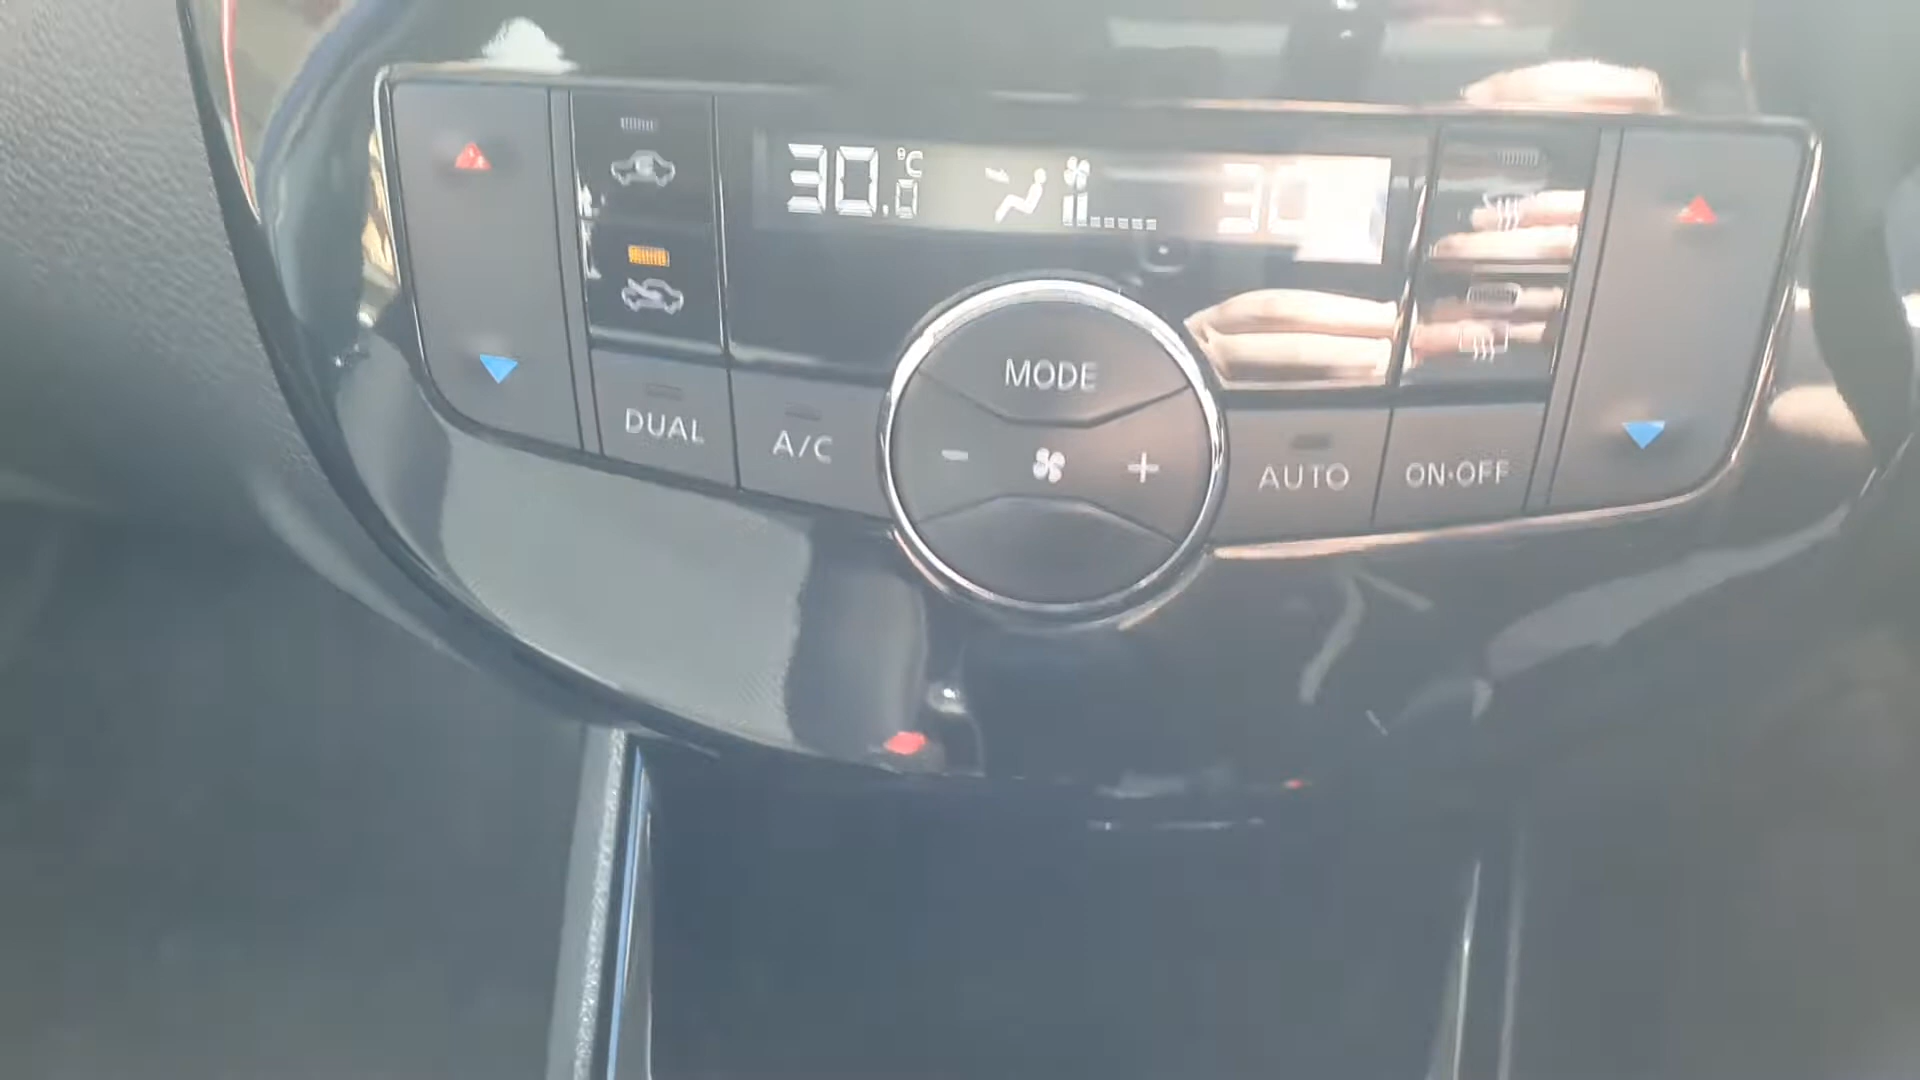 30.0 °C 30
MODE
DUAL A/C - + AUTO ON•OFF